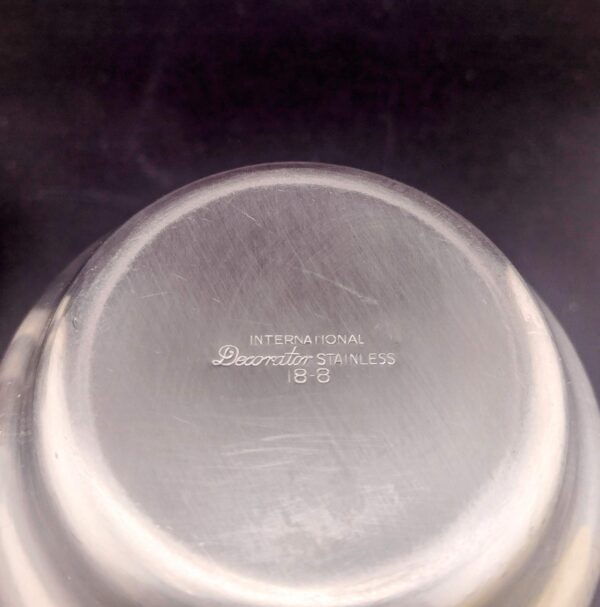 INTERNATIONAL
Decorator STAINLESS
18-8